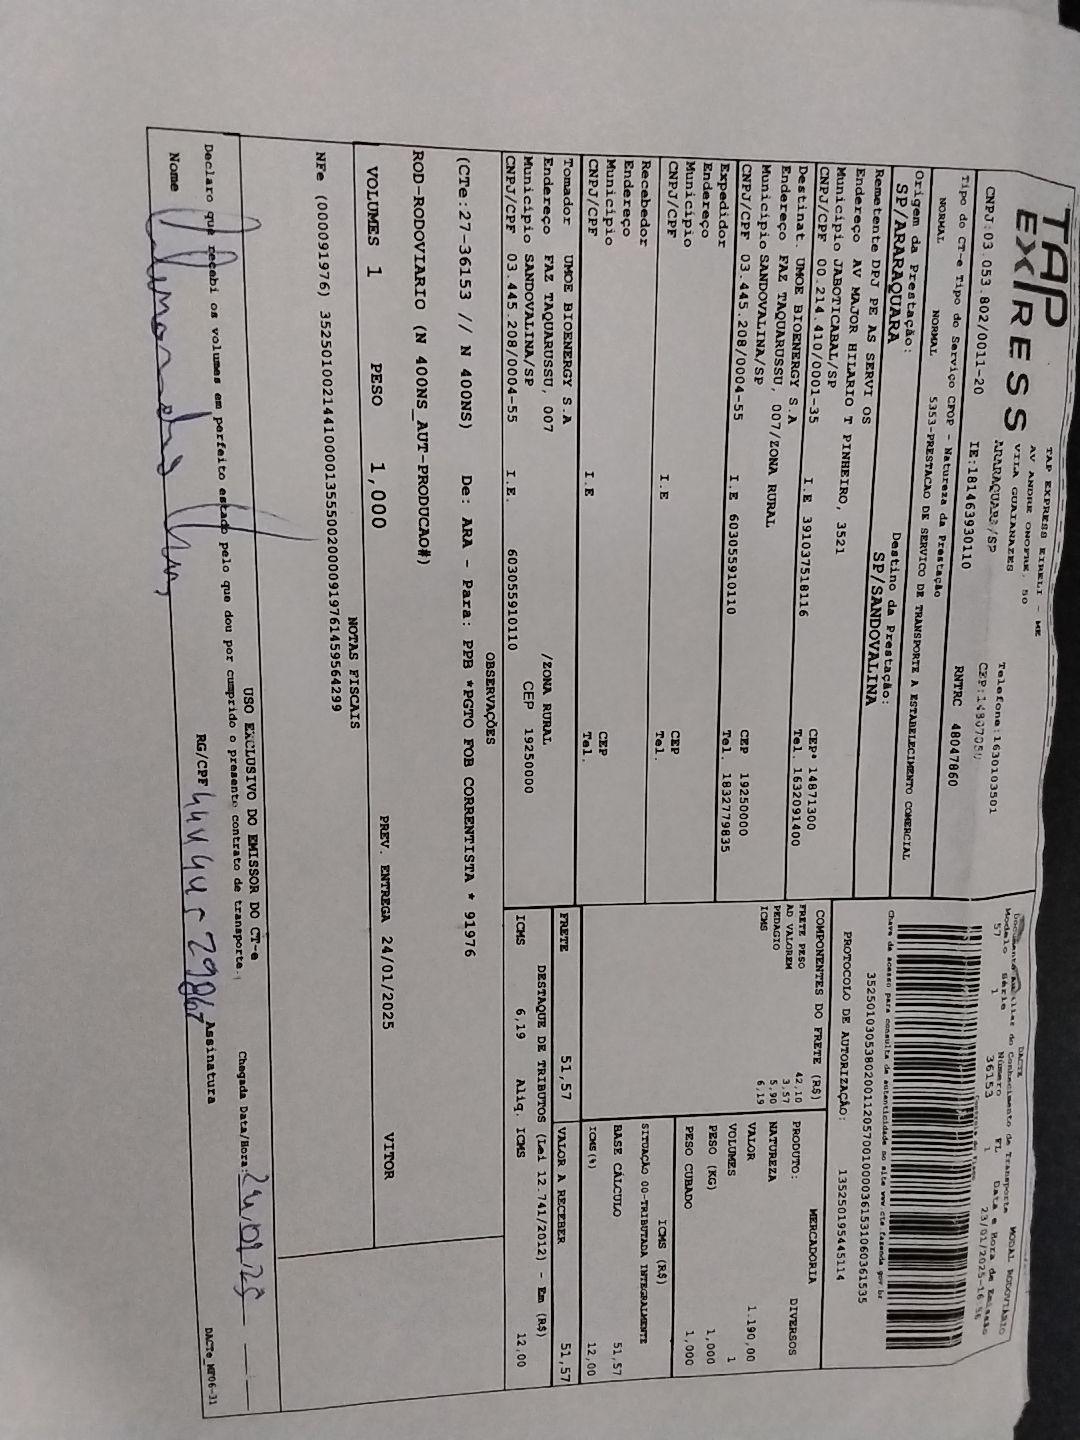 TAP EXPRESS
TAP EXPRESS EIRELI - ME
AV ANDRE ONOFRE, 50
VILA GUAIANAZES
ARARAQUARA/SP
Telefone:1630103501
CNPJ:03.053.802/0011-20 IE:181463930110 RNTRC 48047860
Tipo do CT-e Tipo do Serviço CFOP - Natureza da Prestação
NORMAL NORMAL 5353-PRESTACAO DE SERVICO DE TRANSPORTE A ESTABELECIMENTO COMERCIAL
Origem da Prestação: Destino da Prestação:
SP/ARARAQUARA SP/SANDOVALINA
Remetente DPJ PE AS SERVI OS
Endereço AV MAJOR HILARIO T PINHEIRO, 3521
Município JABOTICABAL/SP CEP 14871300
CNPJ/CPF 00.214.410/0001-35 I.E 391037518116 Tel. 1632091400
Destinat. UMOE BIOENERGY S.A
Endereço FAZ TAQUARUSSU, 007/ZONA RURAL
Município SANDOVALINA/SP CEP 19250000
CNPJ/CPF 03.445.208/0004-55 I.E 603055910110 Tel. 1832779835
Expedidor
Endereço
Município CEP
CNPJ/CPF I.E Tel.
Recebedor
Endereço
Município CEP
CNPJ/CPF I.E Tel.
Tomador UMOE BIOENERGY S.A
Endereço FAZ TAQUARUSSU, 007 /ZONA RURAL
Município SANDOVALINA/SP CEP 19250000
CNPJ/CPF 03.445.208/0004-55 I.E. 603055910110
DACTE MODAL RODOVIÁRIO
Documento Auxiliar do Conhecimento de Transporte
Modelo Série Número FL Data e Hora de Emissão
57 1 36153 1 23/01/2025-16
Chave de acesso para consulta de autenticidade no site www cte fazenda gov br
35250103053802001120570010000361531060361535
PROTOCOLO DE AUTORIZAÇÃO: 135250195445114
COMPONENTES DO FRETE (R$)
FRETE PESO 42,10
AD VALOREM 3,57
PEDAGIO 5,90
ICMS 6,19
MERCADORIA
PRODUTO: DIVERSOS
NATUREZA
VALOR 1.190,00
VOLUMES 1
PESO (KG) 1,000
PESO CUBADO 1,000
ICMS (R$)
SITUAÇÃO 00-TRIBUTADA INTEGRALMENTE
BASE CÁLCULO 51,57
ICMS(%) 12,00
FRETE 51,57 VALOR A RECEBER 51,57
DESTAQUE DE TRIBUTOS (Lei 12.741/2012) - Em (R$)
ICMS 6,19 Aliq. ICMS 12,00
OBSERVAÇÕES
(CTe:27-36153 // N 400NS) De: ARA - Para: PPB *PGTO FOB CORRENTISTA * 91976
ROD-RODOVIARIO (N 400NS_AUT-PRODUCAO#)
VOLUMES 1 PESO 1,000 PREV. ENTREGA 24/01/2025 VITOR
NOTAS FISCAIS
NFe (000091976) 35250100214410000135550020000919761459564299
USO EXCLUSIVO DO EMISSOR DO CT-e
Declaro que recebi os volumes em perfeito estado pelo que dou por cumprido o presente contrato de transporte. Chegada Data/Hora: 24/01/25
Nome RG/CPF Assinatura
DACTe_MP06-31